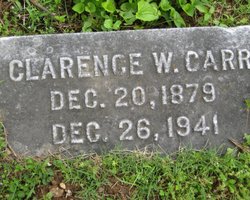 CLARENCE W. CARR
DEC. 20, 1879
DEC. 26, 1941